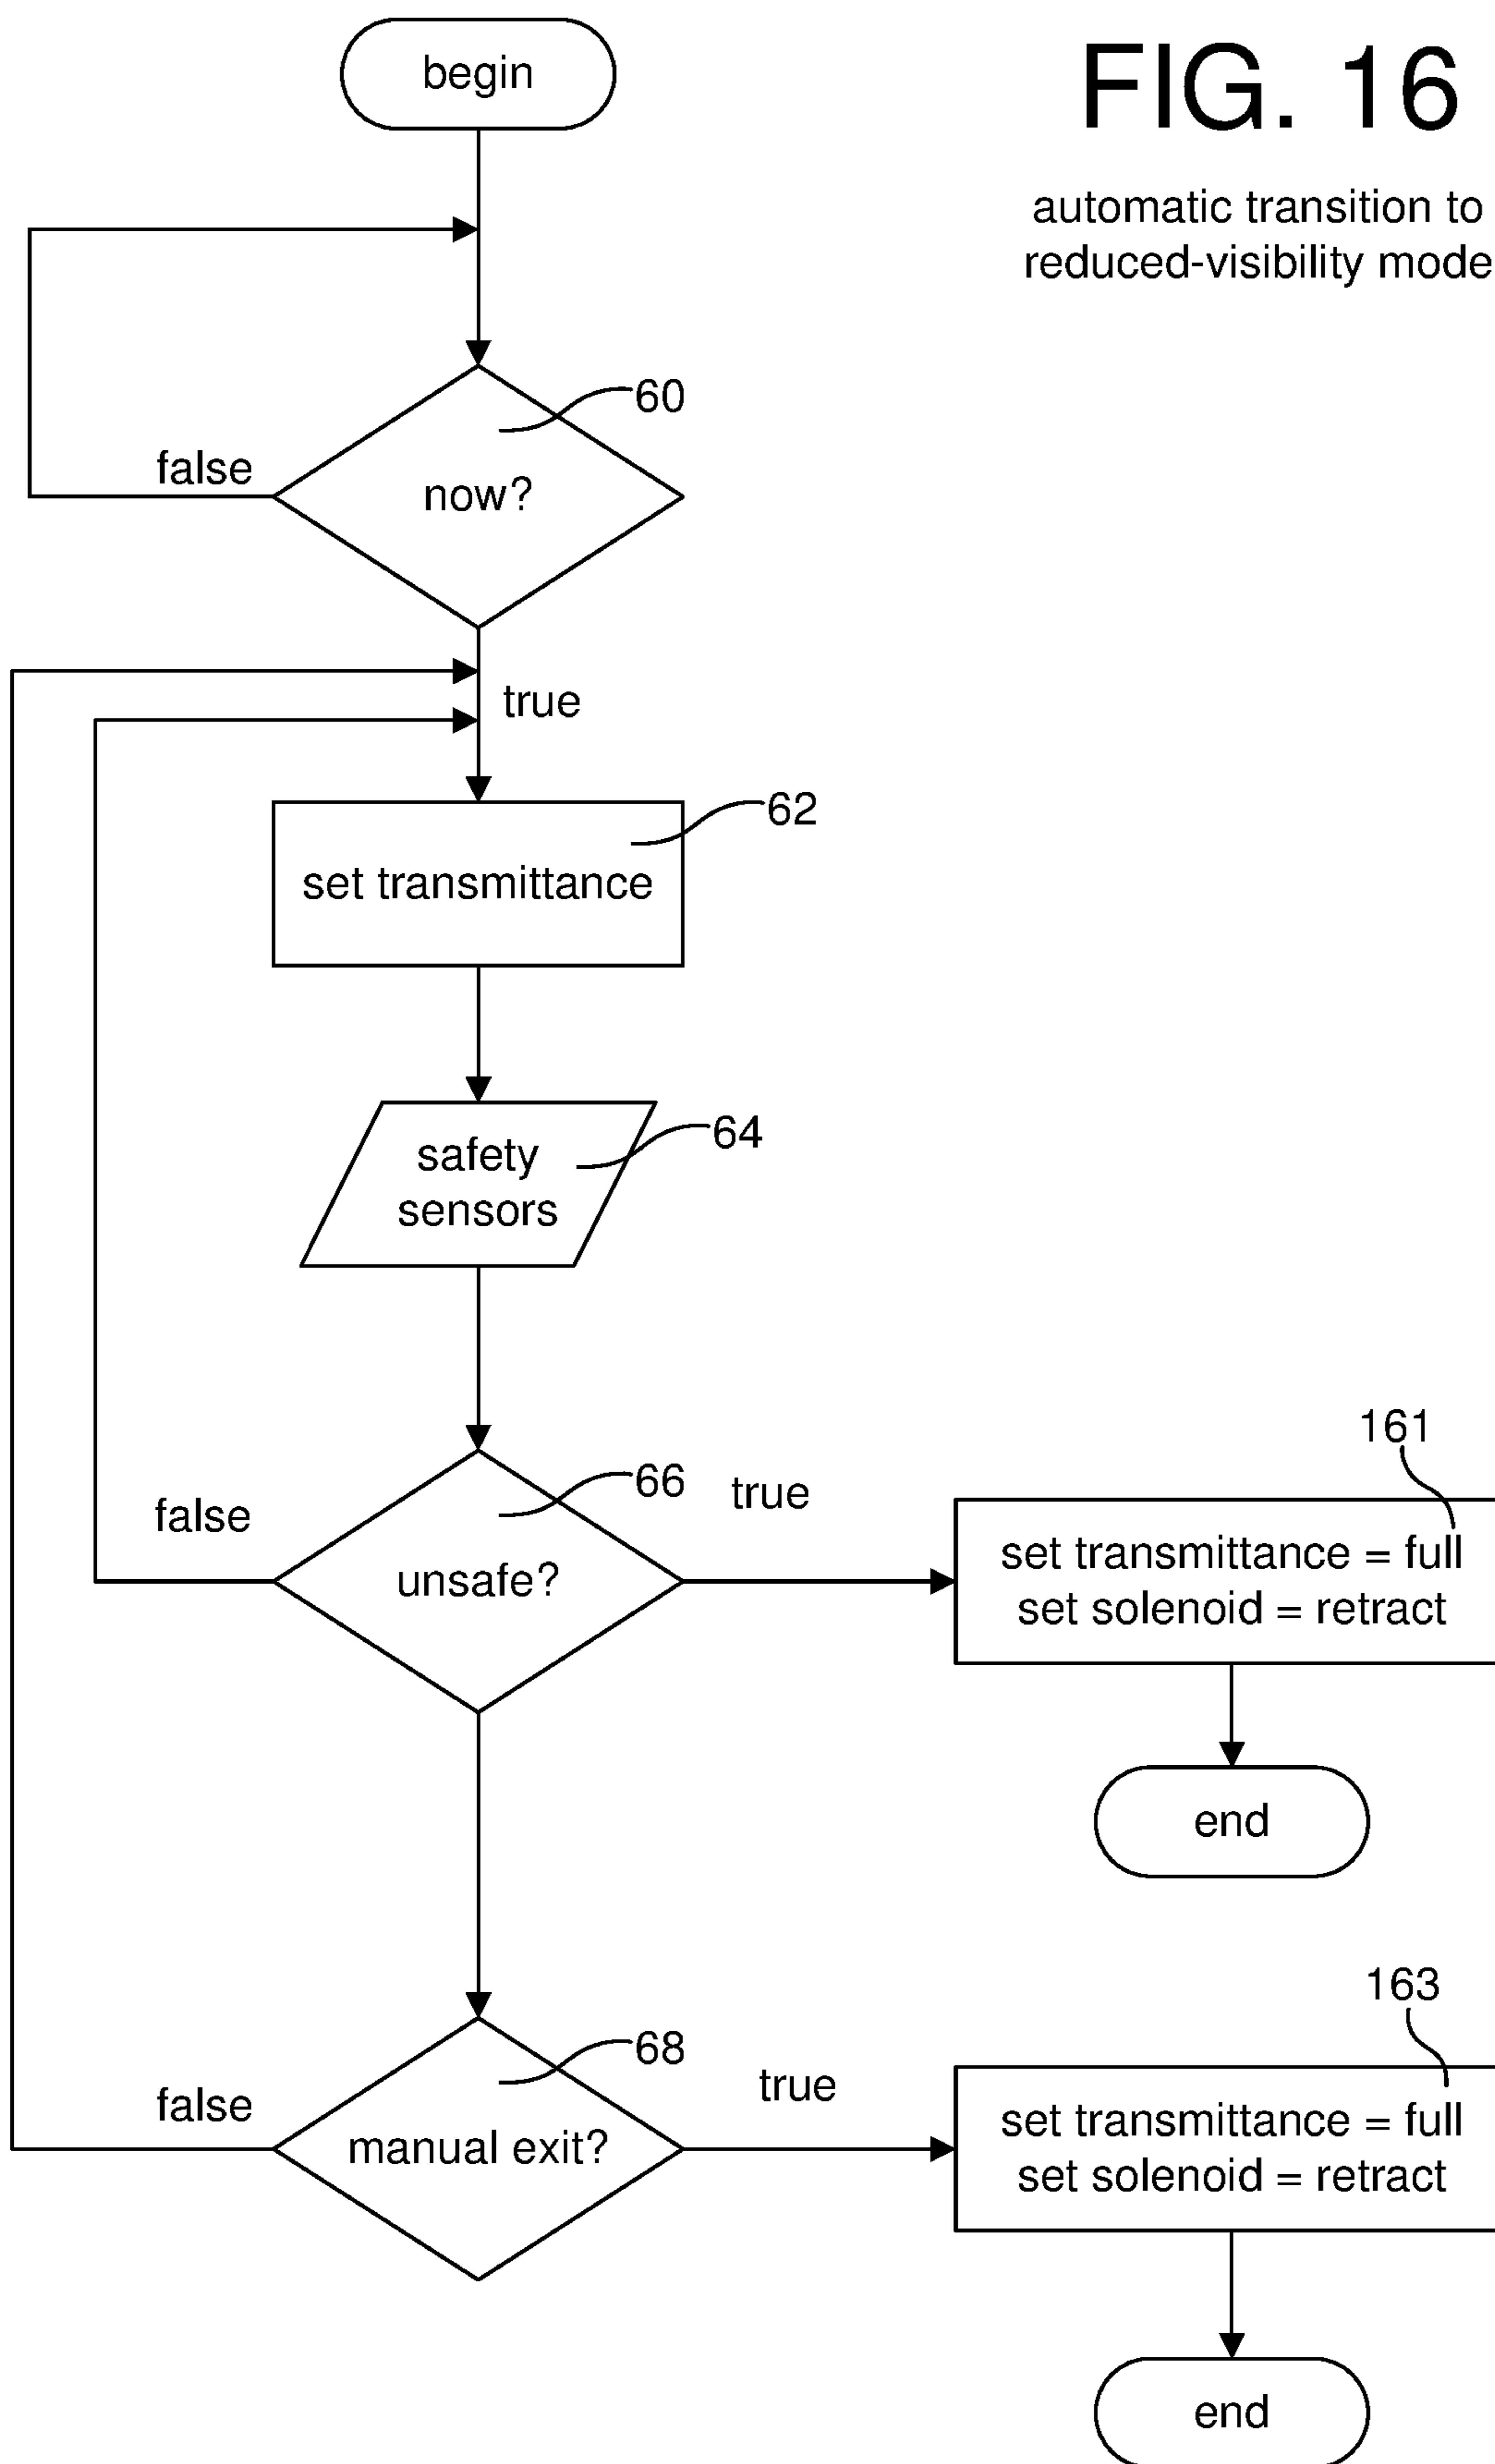 begin
FIG. 16
automatic transition to
reduced-visibility mode
60
false
now?
true
62
set transmittance
64
safety
sensors
161
66
true
false
unsafe?
set transmittance = full
set solenoid = retract
end
163
68
true
false
manual exit?
set transmittance = full
set solenoid = retract
end